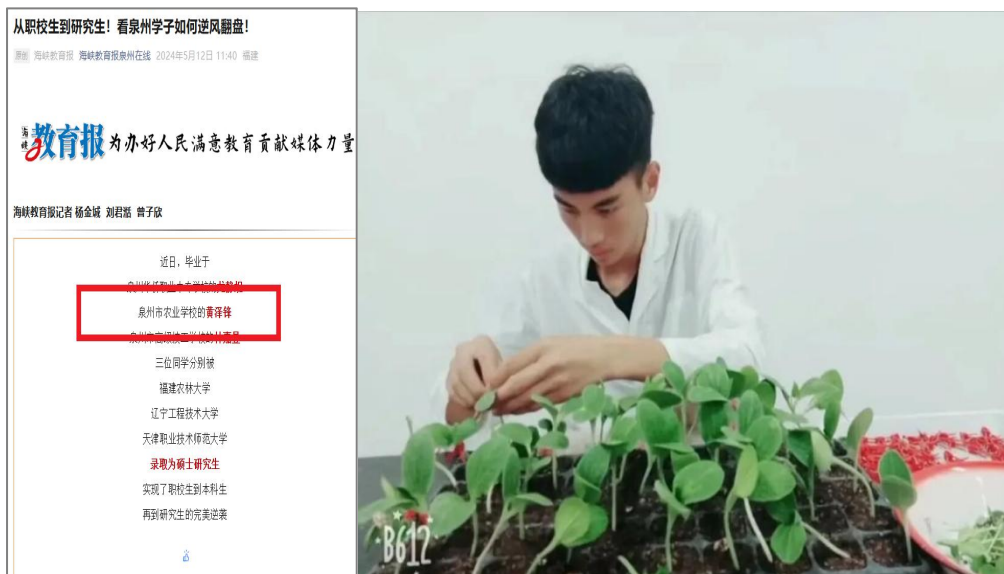 从职校生到研究生！看泉州学子如何逆风翻盘！
原创 海峡教育报 海峡教育报泉州在线 2024年5月12日 11:40 福建
海峡教育报 为办好人民满意教育贡献媒体力量
海峡教育报记者 杨金城 刘君湉 曾子欣
近日，毕业于
泉州市农业学校的黄泽锋
三位同学分别被
福建农林大学
辽宁工程技术大学
天津职业技术师范大学
录取为硕士研究生
实现了职校生到本科生
再到研究生的完美逆袭
B612